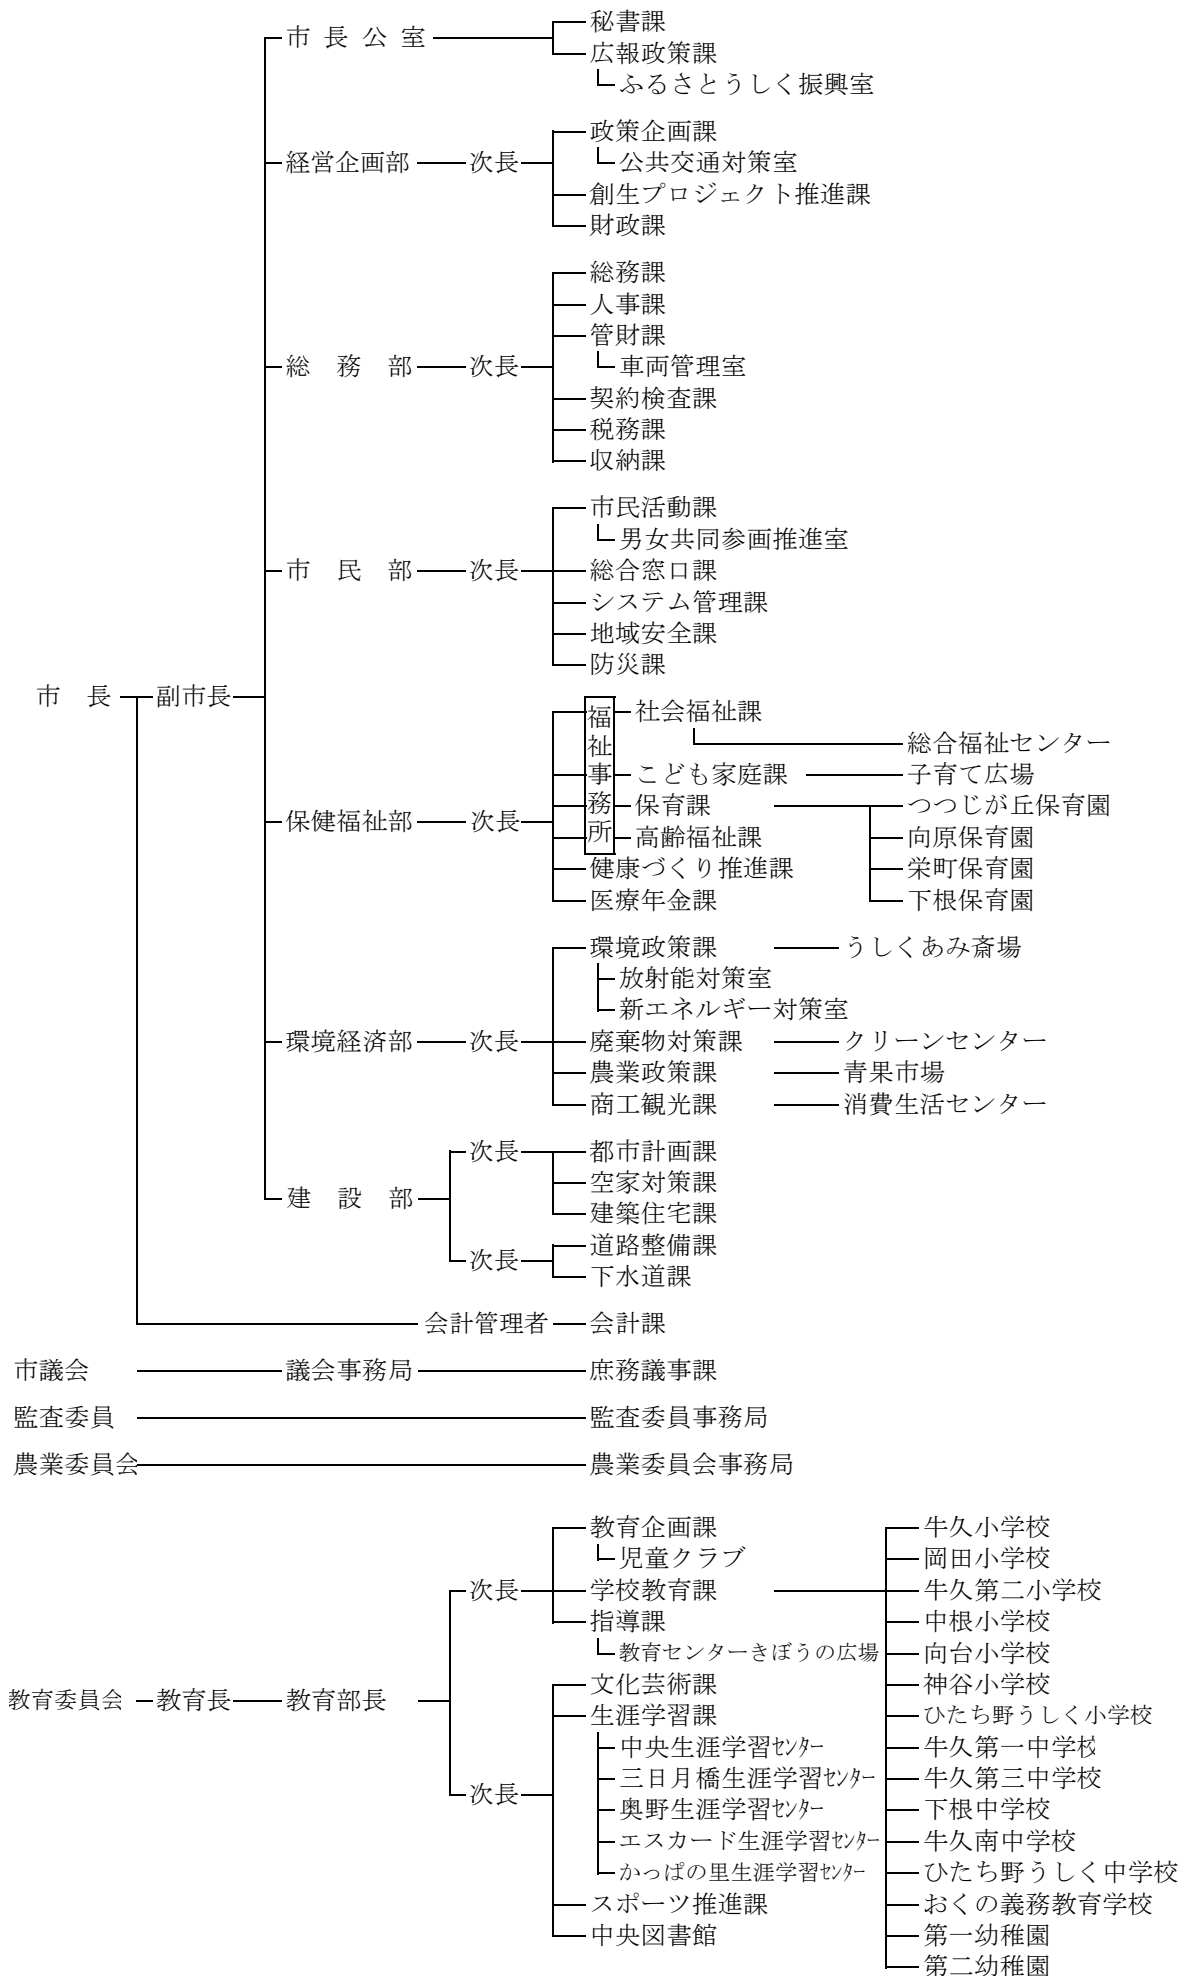 市長公室
秘書課
広報政策課
ふるさとうしく振興室
経営企画部
次長
政策企画課
公共交通対策室
創生プロジェクト推進課
財政課
総務部
次長
総務課
人事課
管財課
車両管理室
契約検査課
税務課
収納課
市民部
次長
市民活動課
男女共同参画推進室
総合窓口課
システム管理課
地域安全課
防災課
市長
副市長
保健福祉部
次長
福祉事務所
社会福祉課
総合福祉センター
こども家庭課
子育て広場
保育課
つつじが丘保育園
向原保育園
栄町保育園
下根保育園
高齢福祉課
健康づくり推進課
医療年金課
環境経済部
次長
環境政策課
うしくあみ斎場
放射能対策室
新エネルギー対策室
廃棄物対策課
クリーンセンター
農業政策課
青果市場
商工観光課
消費生活センター
建設部
次長
都市計画課
空家対策課
建築住宅課
次長
道路整備課
下水道課
会計管理者
会計課
市議会
議会事務局
庶務議事課
監査委員
監査委員事務局
農業委員会
農業委員会事務局
教育委員会
教育長
教育部長
次長
教育企画課
児童クラブ
学校教育課
指導課
教育センターきぼうの広場
次長
文化芸術課
生涯学習課
中央生涯学習ｾﾝﾀｰ
三日月橋生涯学習ｾﾝﾀｰ
奥野生涯学習ｾﾝﾀｰ
エスカード生涯学習ｾﾝﾀｰ
かっぱの里生涯学習ｾﾝﾀｰ
スポーツ推進課
中央図書館
牛久小学校
岡田小学校
牛久第二小学校
中根小学校
向台小学校
神谷小学校
ひたち野うしく小学校
牛久第一中学校
牛久第三中学校
下根中学校
牛久南中学校
ひたち野うしく中学校
おくの義務教育学校
第一幼稚園
第二幼稚園